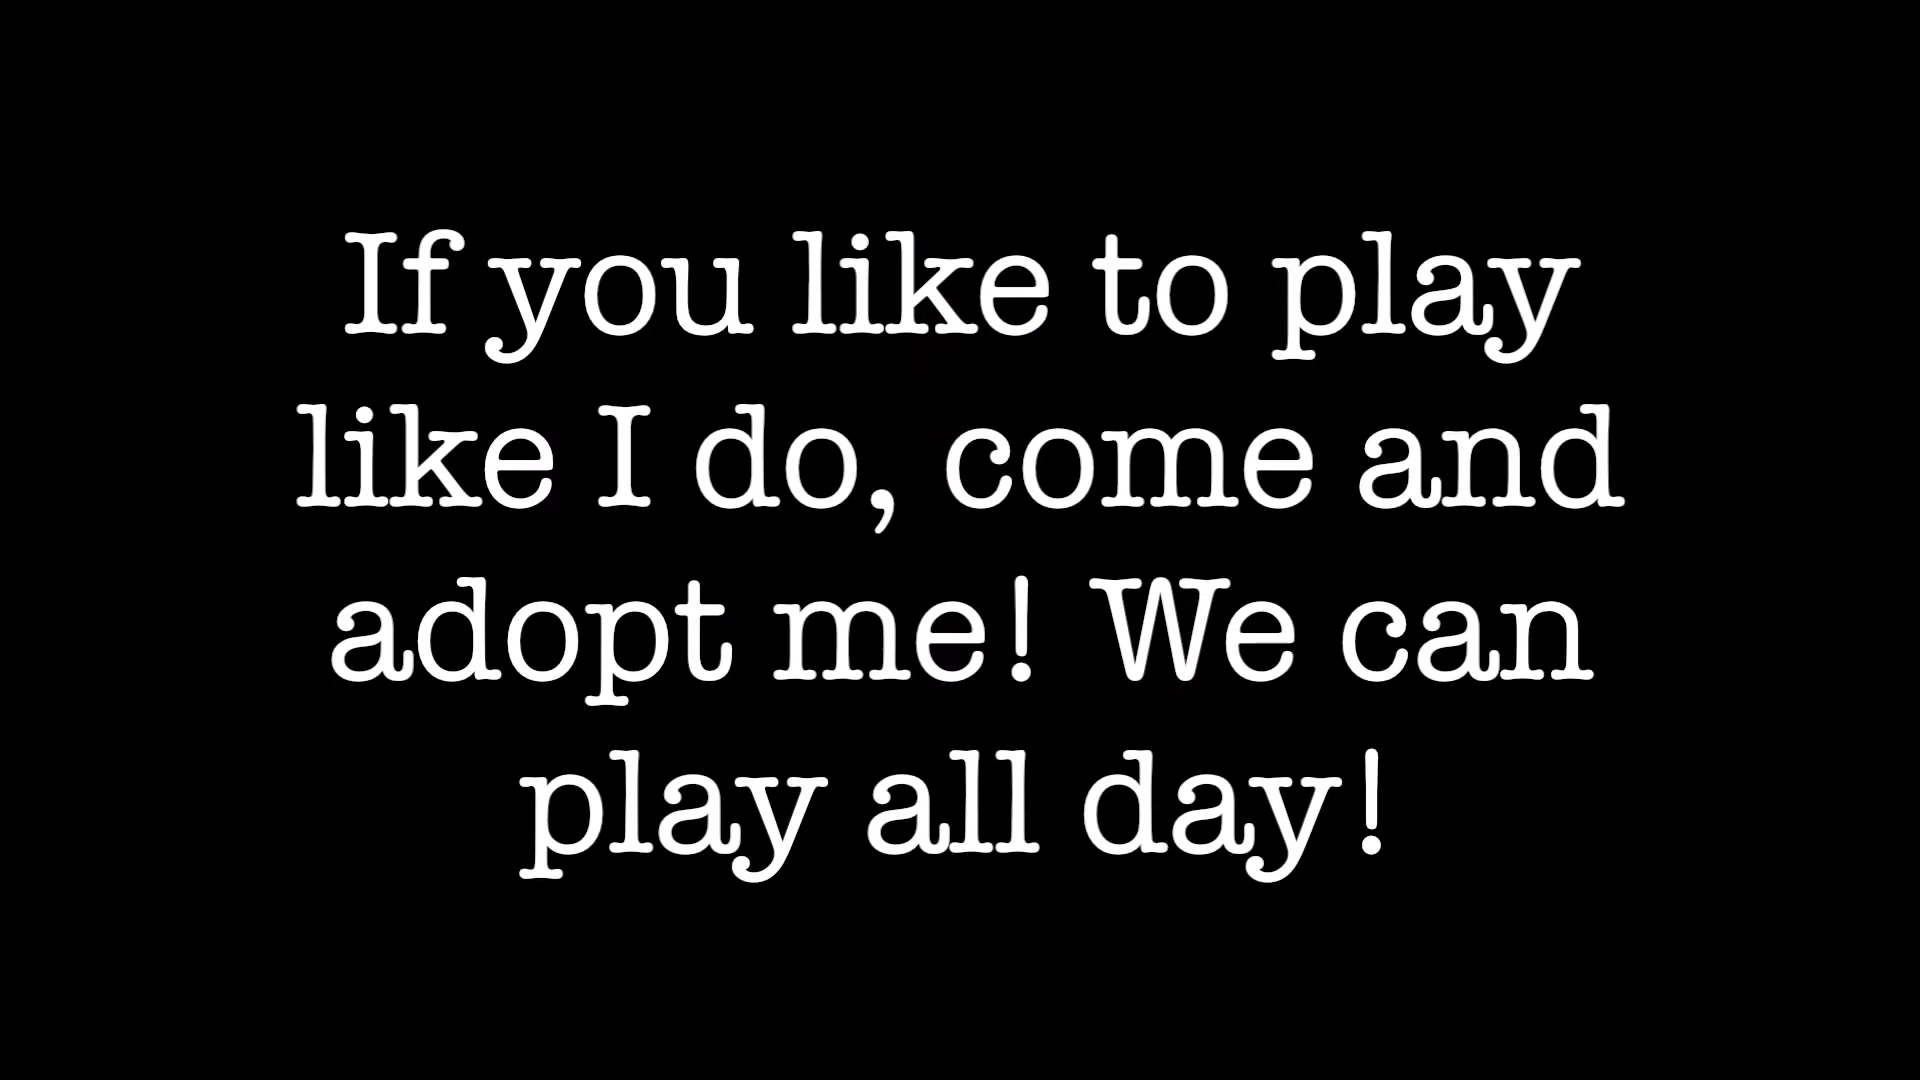 If you like to play
like I do, come and
adopt me! We can
play all day!